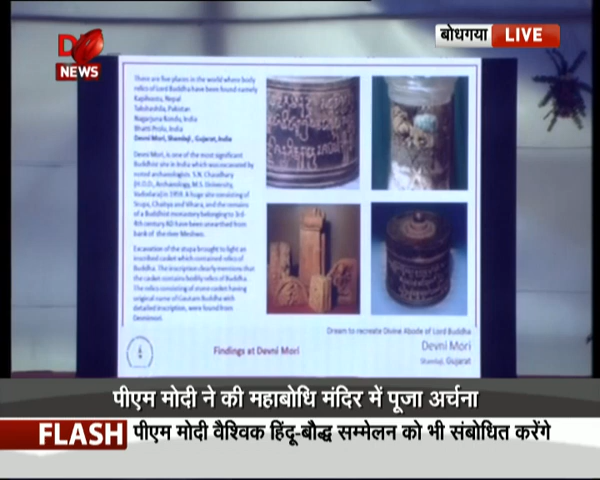 DD
NEWS
बोधगया LIVE
There are five places in the world where body
relics of Lord Buddha have been found namely
Kapilvastu, Nepal
Takshashila, Pakistan
Nagarjuna Konda, India
Bhatti Prolu, India
Devni Mori, Shamlaji, Gujarat, India
Devni Mori, is one of the most significant
Buddhist site in India which was excavated by
noted archaeologists S.N. Chaudhary
(H.O.D., Archaeology, M.S. University,
Vadodara) in 1959. A huge site consisting of
Stupa, Chaitya and Vihara, and the remains
of a Buddhist monastery belonging to 3rd-
4th century AD have been unearthed from
bank of the river Meshwo.
Excavation of the stupa brought to light an
inscribed casket which contained relics of
Buddha. The inscription clearly mentions that
the casket contains bodily relics of Buddha.
The relics consisting of stone casket having
original name of Gautam Buddha with
detailed inscription, were found from
Devnimori.
Findings at Devni Mori
Dream to recreate Divine Abode of Lord Buddha
Devni Mori
Shamlaji, Gujarat
पीएम मोदी ने की महाबोधि मंदिर में पूजा अर्चना
FLASH पीएम मोदी वैश्विक हिंदू-बौद्ध सम्मेलन को भी संबोधित करेंगे